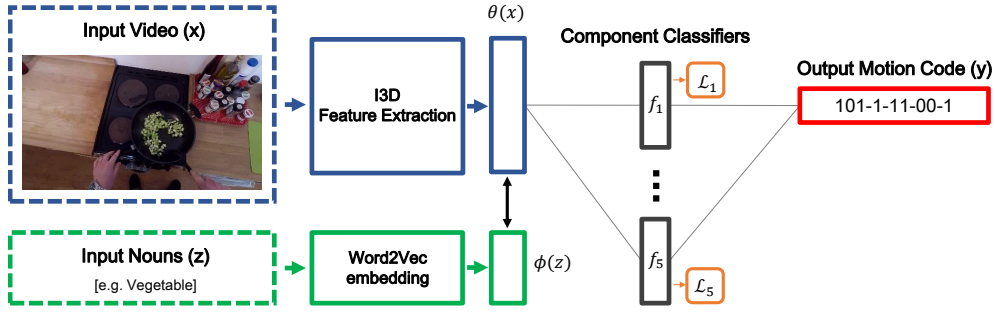 Input Video (x)
I3D
Feature Extraction
θ(x)
Component Classifiers
f₁
ℒ₁
Output Motion Code (y)
101-1-11-00-1
Input Nouns (z)
[e.g. Vegetable]
Word2Vec
embedding
ϕ(z)
f₅
ℒ₅